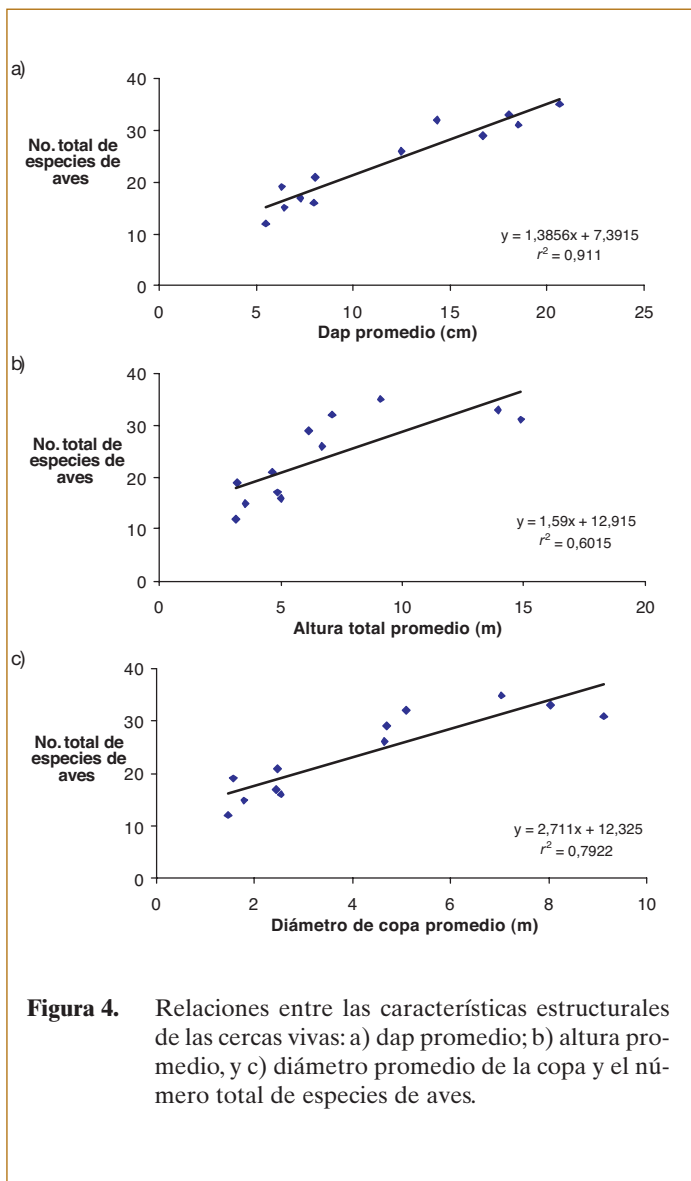 a)
40
30
20
10
0
No. total de
especies de
aves
y = 1,3856x + 7,3915
r² = 0,911
0 5 10 15 20 25
Dap promedio (cm)
b)
40
30
20
10
0
No. total de
especies de
aves
y = 1,59x + 12,915
r² = 0,6015
0 5 10 15 20
Altura total promedio (m)
c)
40
30
20
10
0
No. total de
especies de
aves
y = 2,711x + 12,325
r² = 0,7922
0 2 4 6 8 10
Diámetro de copa promedio (m)
Figura 4. Relaciones entre las características estructurales
de las cercas vivas: a) dap promedio; b) altura pro-
medio, y c) diámetro promedio de la copa y el nú-
mero total de especies de aves.